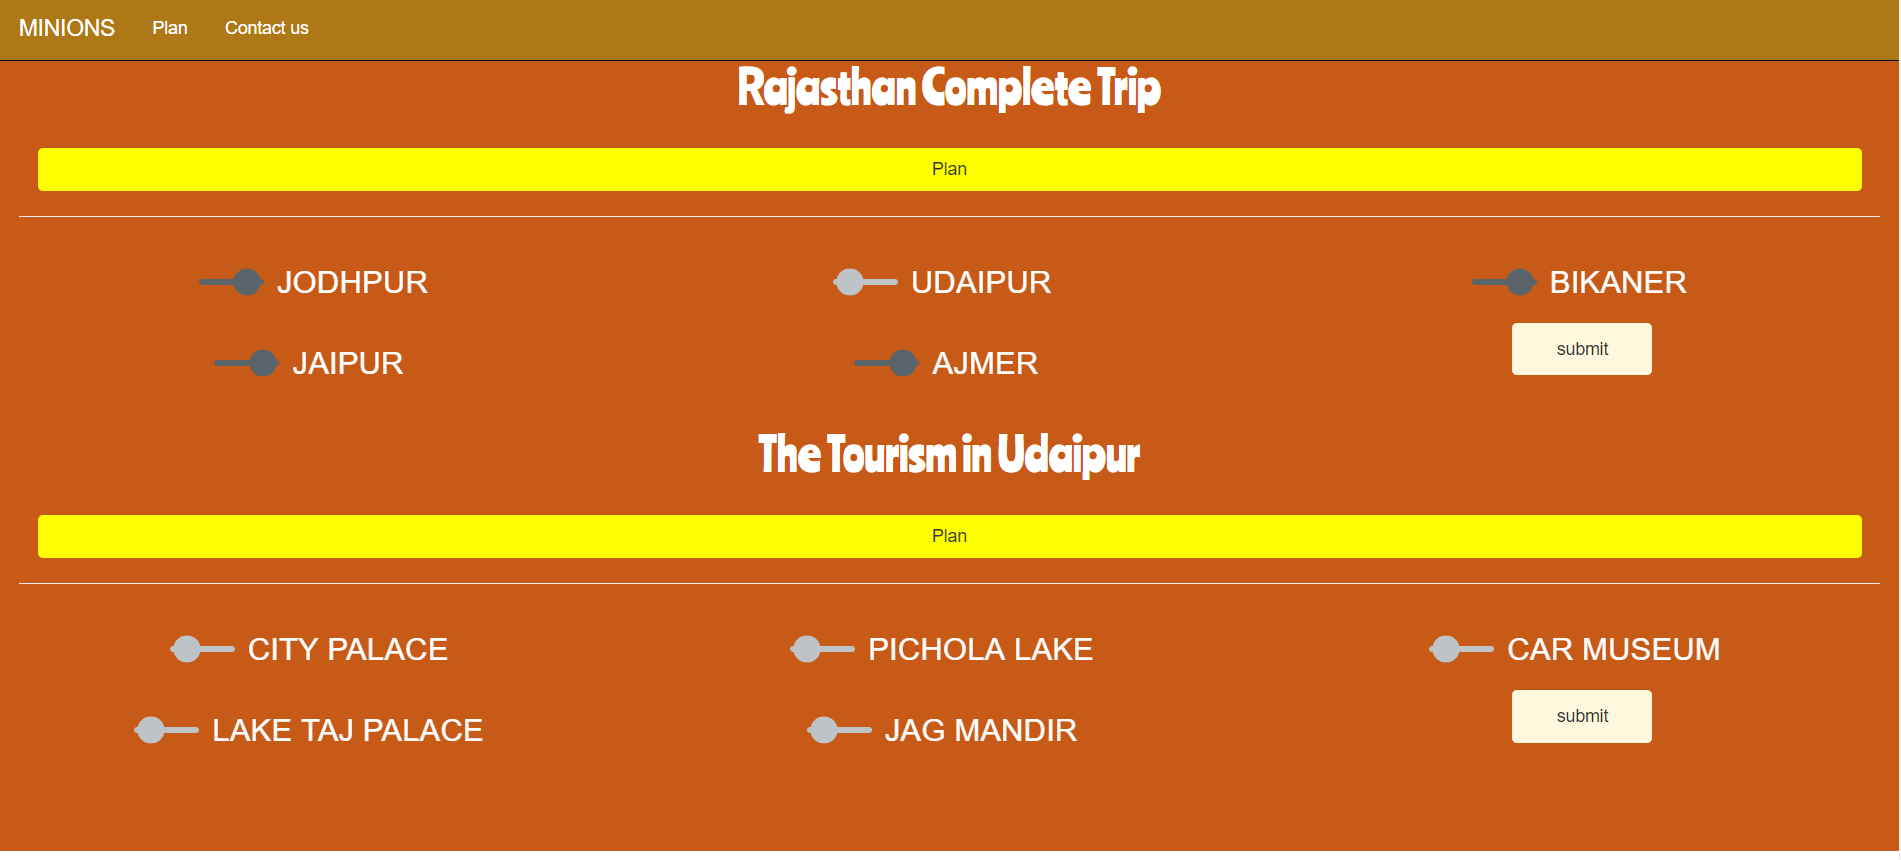 MINIONS Plan Contact us
Rajasthan Complete Trip
Plan
JODHPUR UDAIPUR BIKANER
JAIPUR AJMER submit
The Tourism in Udaipur
Plan
CITY PALACE PICHOLA LAKE CAR MUSEUM
LAKE TAJ PALACE JAG MANDIR submit